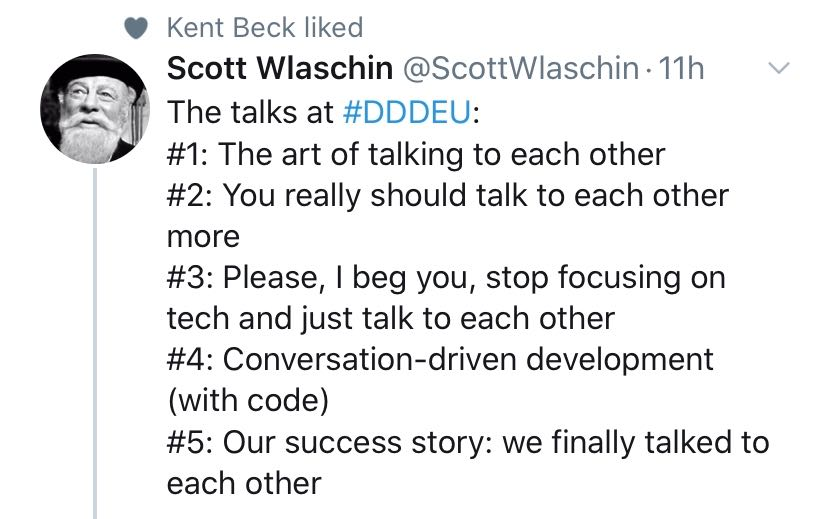 Kent Beck liked
Scott Wlaschin @ScottWlaschin · 11h
The talks at #DDDEU:
#1: The art of talking to each other
#2: You really should talk to each other
more
#3: Please, I beg you, stop focusing on
tech and just talk to each other
#4: Conversation-driven development
(with code)
#5: Our success story: we finally talked to
each other